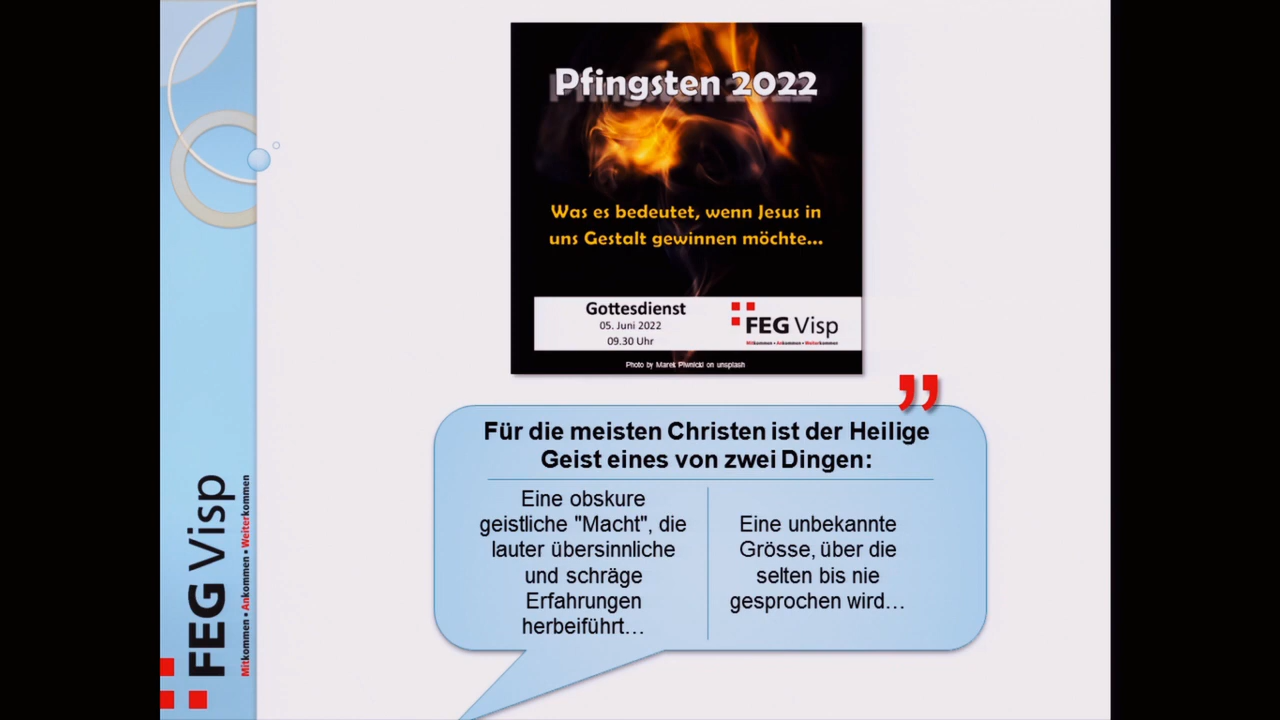 Pfingsten 2022
Was es bedeutet, wenn Jesus in
uns Gestalt gewinnen möchte...
Gottesdienst
05. Juni 2022
09.30 Uhr
FEG Visp
Mitkommen • Ankommen • Weiterkommen
Photo by Marek Piwnicki on unsplash
”
Für die meisten Christen ist der Heilige
Geist eines von zwei Dingen:
Eine obskure
geistliche "Macht", die
lauter übersinnliche
und schräge
Erfahrungen
herbeiführt…
Eine unbekannte
Grösse, über die
selten bis nie
gesprochen wird…
FEG Visp
Mitkommen • Ankommen • Weiterkommen